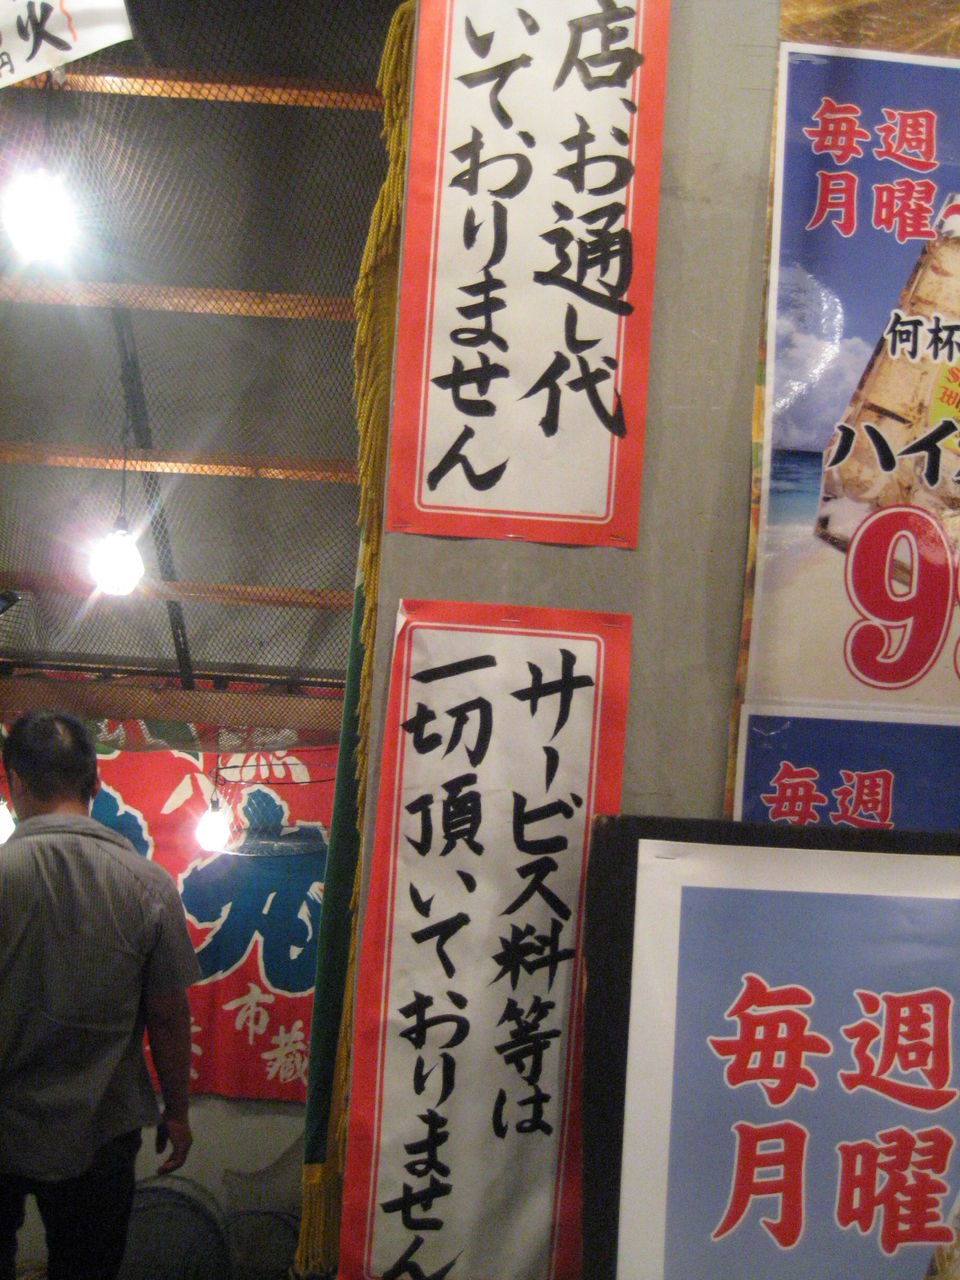 火
円
店、お通し代
いて、おりません
サービス料等は
一切頂いておりません
毎週
月曜
何杯
ハイ
9
毎週
毎週
月曜
市
蔵